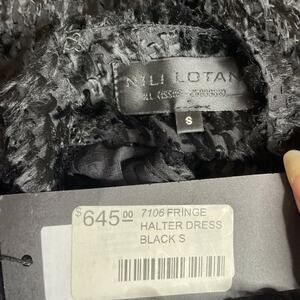 NILI LOTAN
S
$645.00
7106 FRINGE
HALTER DRESS
BLACK S